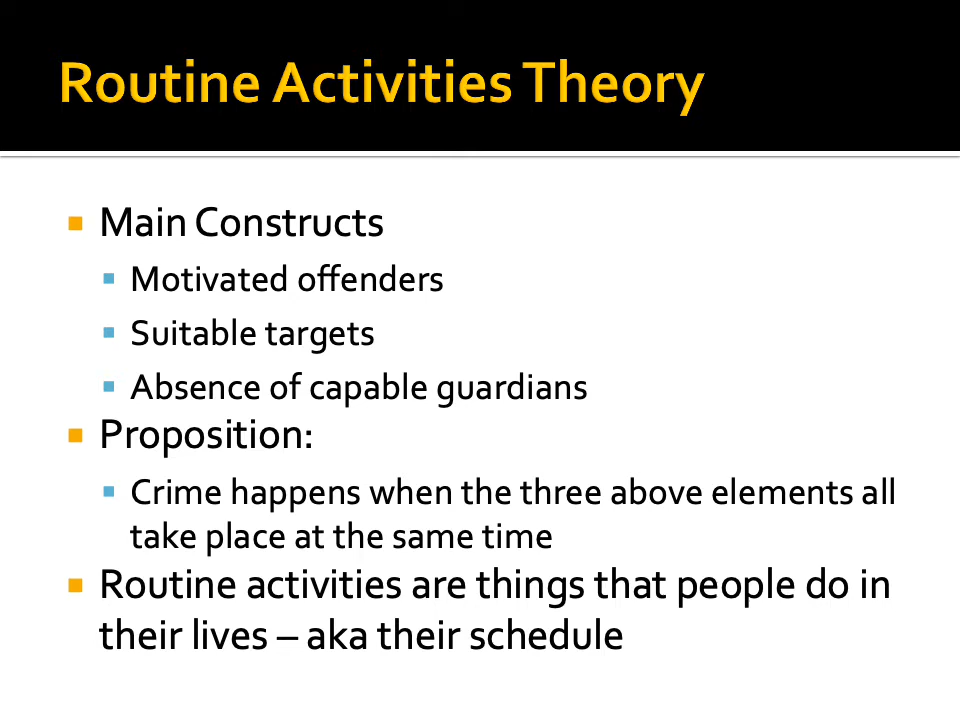 Routine Activities Theory
Main Constructs
Motivated offenders
Suitable targets
Absence of capable guardians
Proposition:
Crime happens when the three above elements all
take place at the same time
Routine activities are things that people do in
their lives – aka their schedule